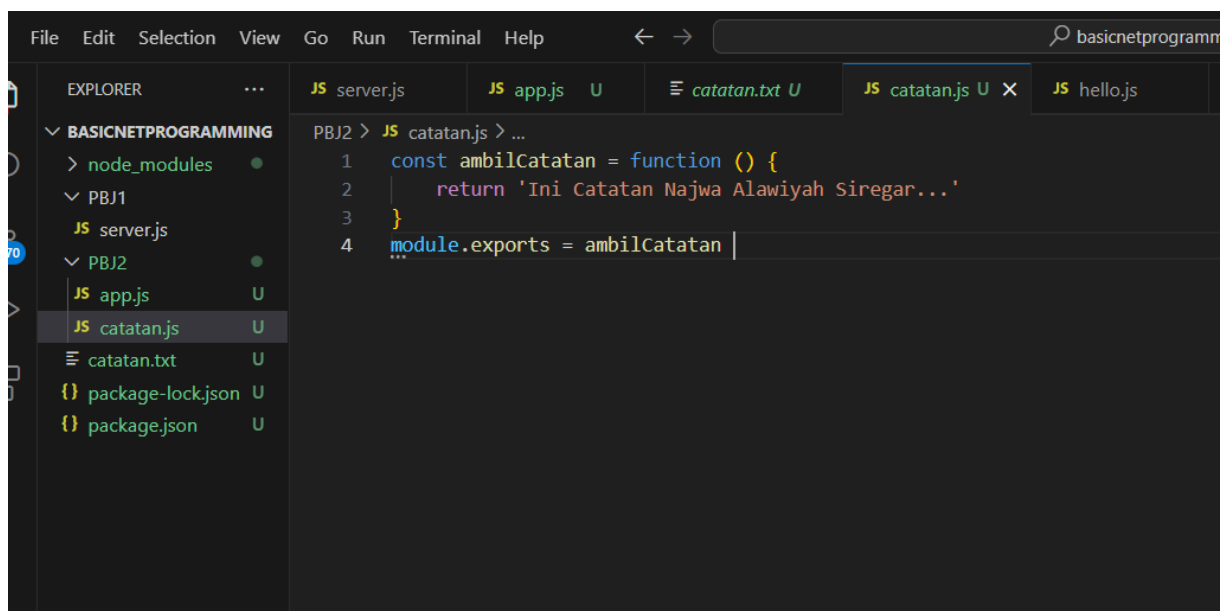 File Edit Selection View Go Run Terminal Help ← → basicnetprogramm
EXPLORER ...
JS server.js JS app.js U catatan.txt U JS catatan.js U × JS hello.js
BASICNETPROGRAMMING
node_modules
PBJ1
JS server.js
PBJ2
JS app.js U
JS catatan.js U
catatan.txt U
{} package-lock.json U
{} package.json U
70
PBJ2 > JS catatan.js > ...
1 const ambilCatatan = function () {
2 return 'Ini Catatan Najwa Alawiyah Siregar...'
3 }
4 module.exports = ambilCatatan